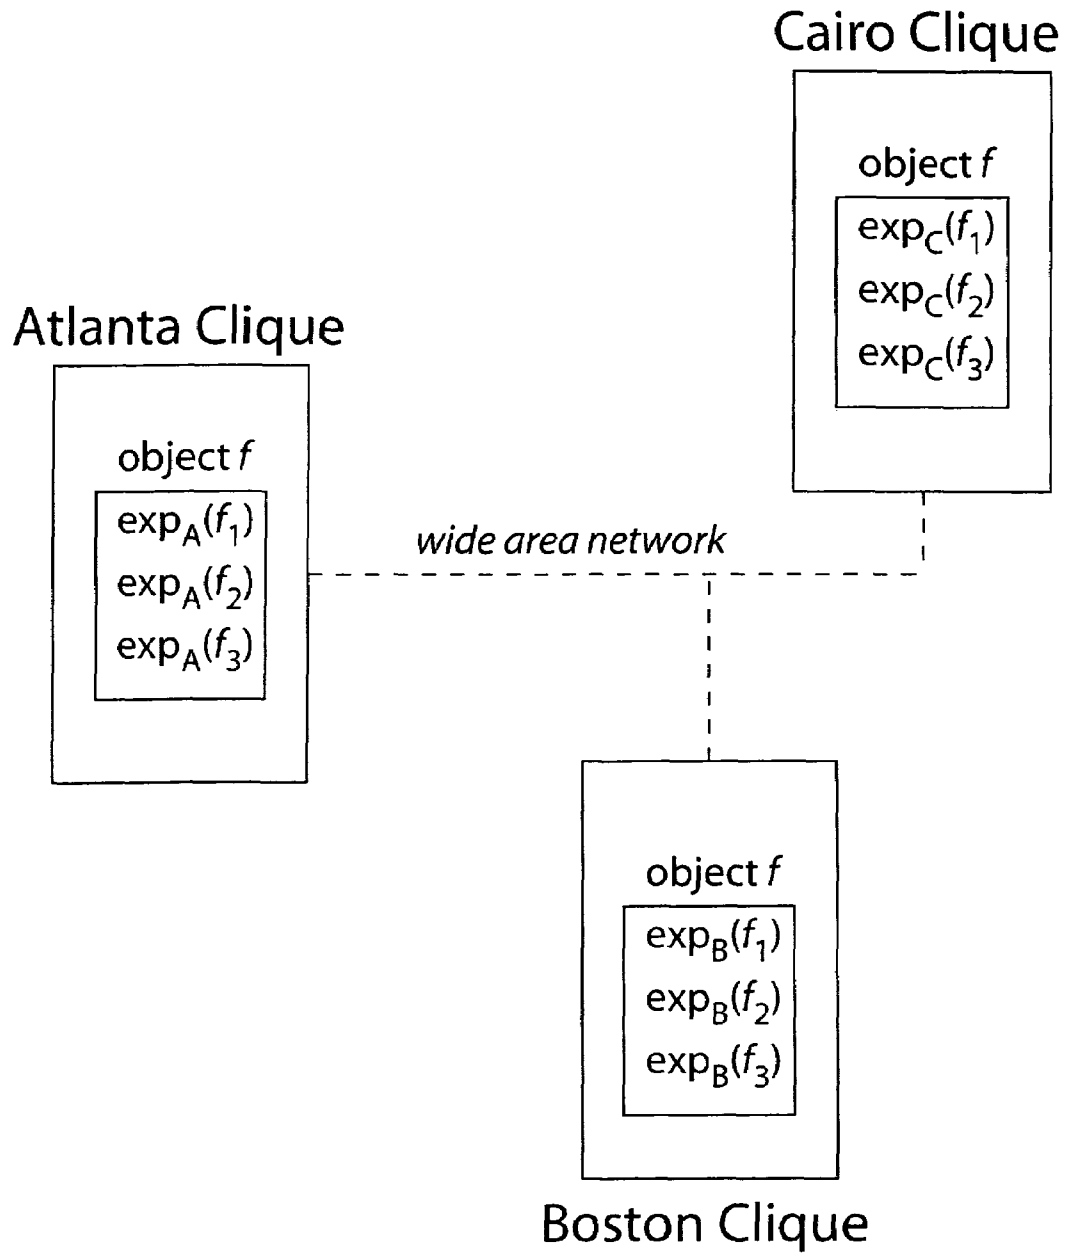 Cairo Clique
object f
exp_C(f_1)
exp_C(f_2)
exp_C(f_3)
Atlanta Clique
object f
exp_A(f_1)
exp_A(f_2)
exp_A(f_3)
wide area network
object f
exp_B(f_1)
exp_B(f_2)
exp_B(f_3)
Boston Clique